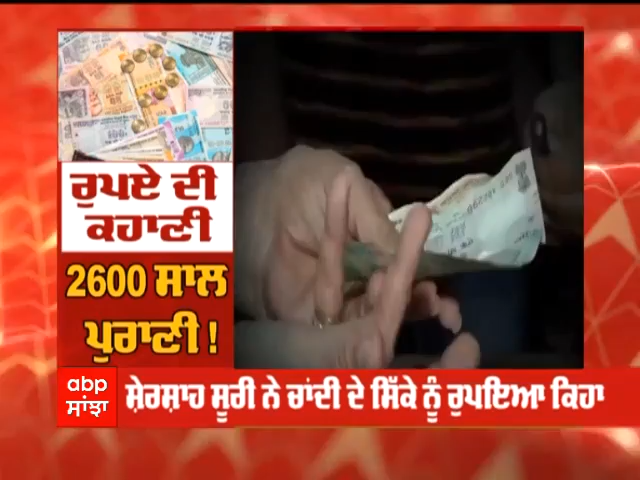 ਰੁਪਏ ਦੀ
ਕਹਾਣੀ
2600 ਸਾਲ
ਪੁਰਾਣੀ !
abp
ਸਾਂਝਾ
ਸ਼ੇਰਸ਼ਾਹ ਸੂਰੀ ਨੇ ਚਾਂਦੀ ਦੇ ਸਿੱਕੇ ਨੂੰ ਰੁਪਇਆ ਕਿਹਾ